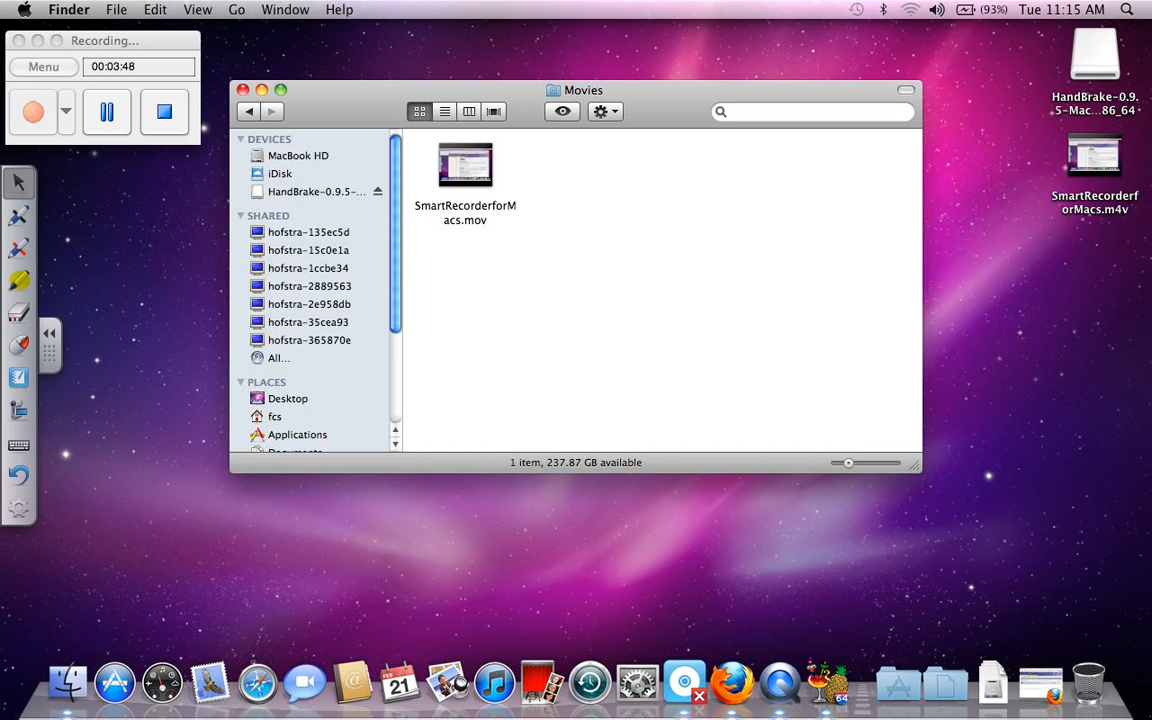 Finder File Edit View Go Window Help
(93%) Tue 11:15 AM
Recording...
Menu 00:03:48
Movies
DEVICES
MacBook HD
iDisk
HandBrake-0.9.5-...
SHARED
hofstra-135ec5d
hofstra-15c0e1a
hofstra-1ccbe34
hofstra-2889563
hofstra-2e958db
hofstra-35cea93
hofstra-365870e
All...
PLACES
Desktop
fcs
Applications
SmartRecorderforM
acs.mov
1 item, 237.87 GB available
HandBrake-0.9.
5-Mac...86_64
SmartRecorderf
orMacs.m4v
FEB
21
64